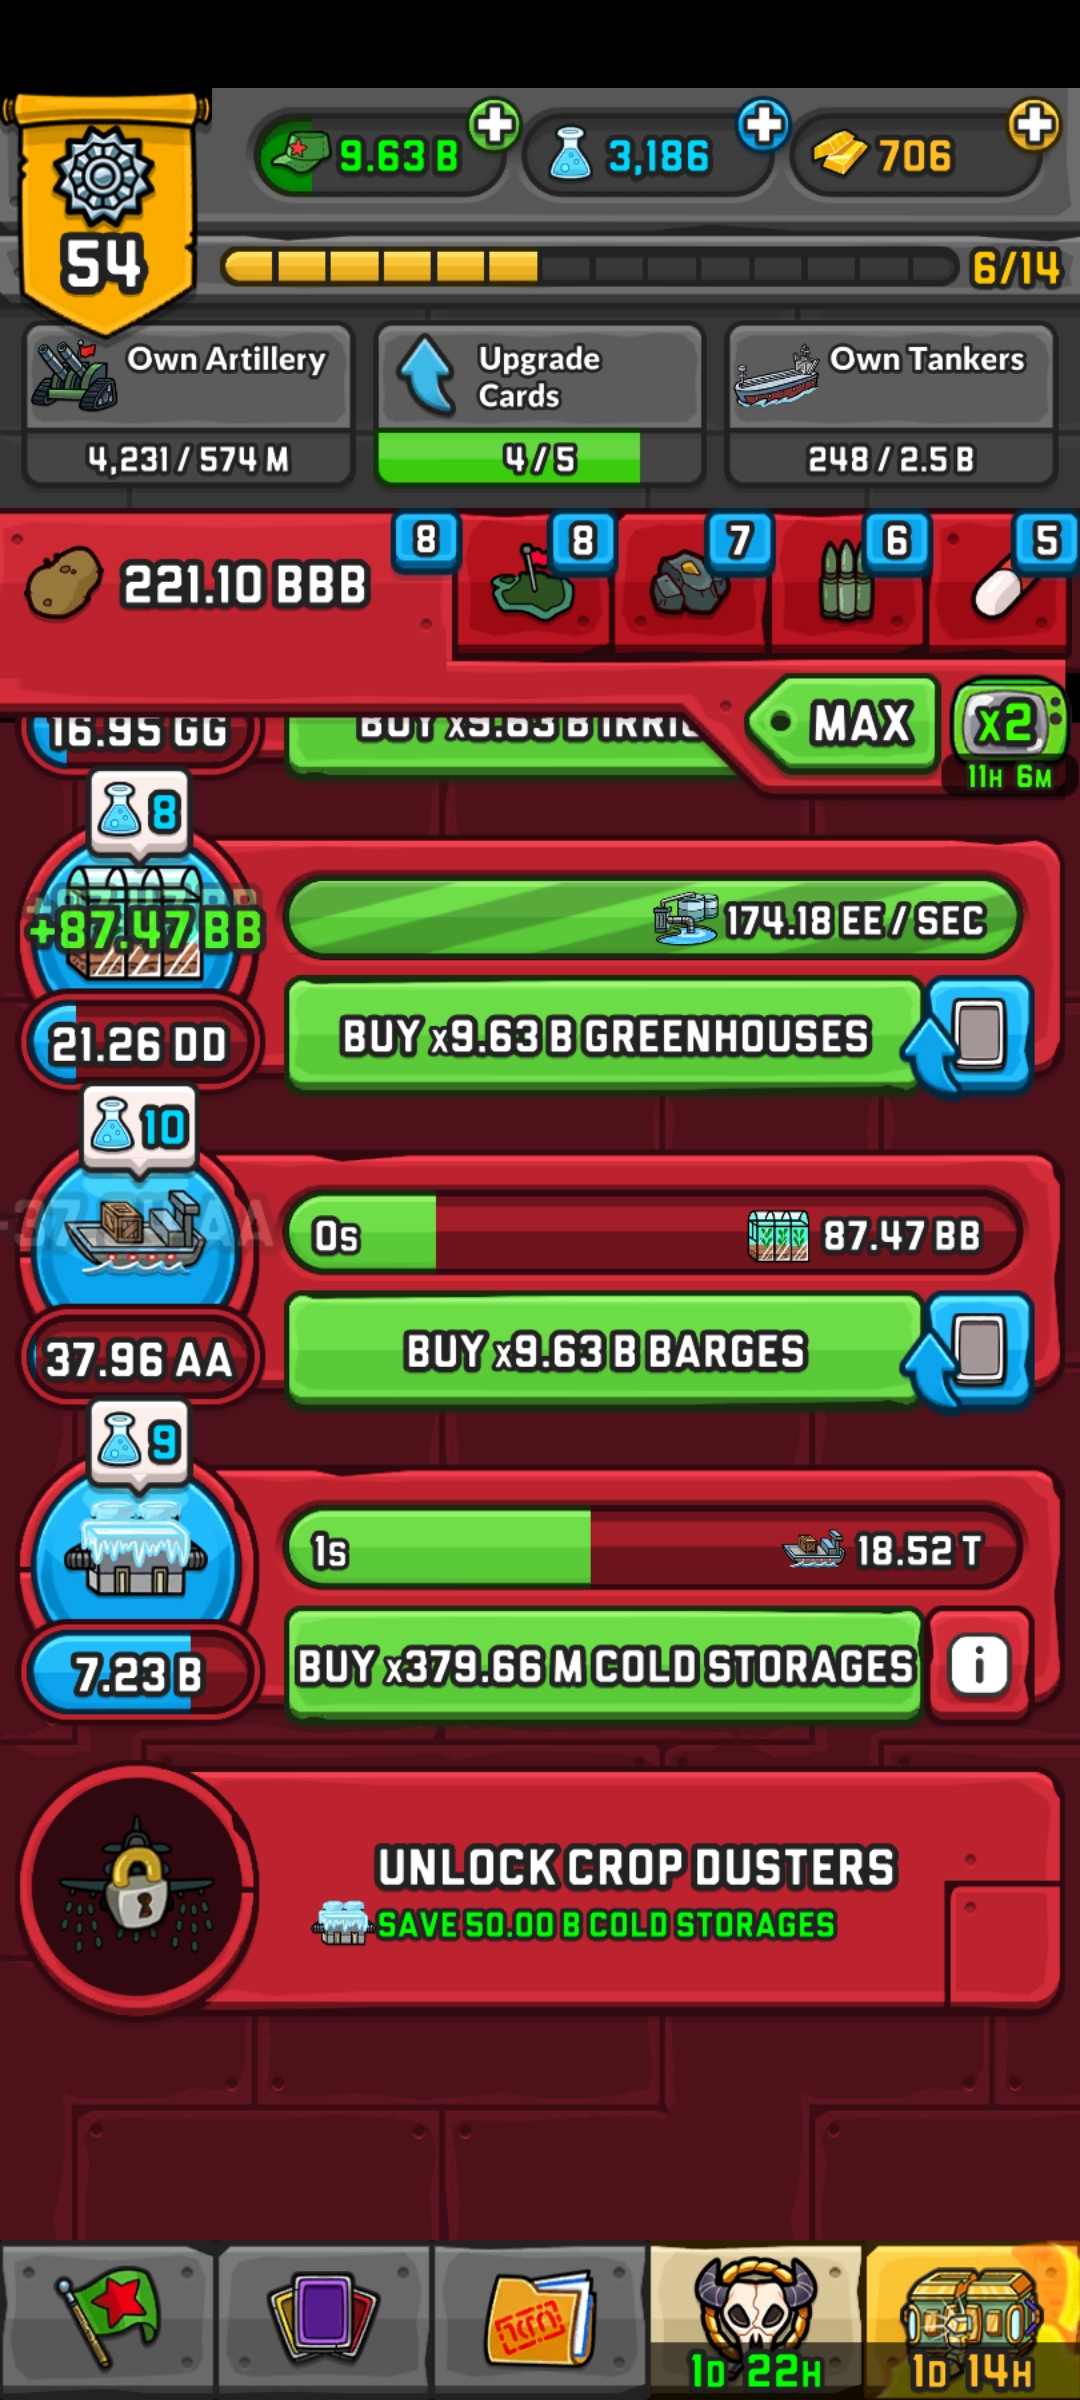 9.63 B
3,186
706
54
6/14
Own Artillery
4,231 / 574 M
Upgrade
Cards
4 / 5
Own Tankers
248 / 2.5 B
221.10 BBB
8
8
7
6
5
MAX
x2
11H 6M
16.95 GG
BUY x9.63 B
8
+87.47 BB
174.18 EE / SEC
21.26 DD
BUY x9.63 B GREENHOUSES
10
0s
87.47 BB
37.96 AA
BUY x9.63 B BARGES
9
1s
18.52 T
7.23 B
BUY x379.66 M COLD STORAGES
i
UNLOCK CROP DUSTERS
SAVE 50.00 B COLD STORAGES
1D 22H
1D 14H